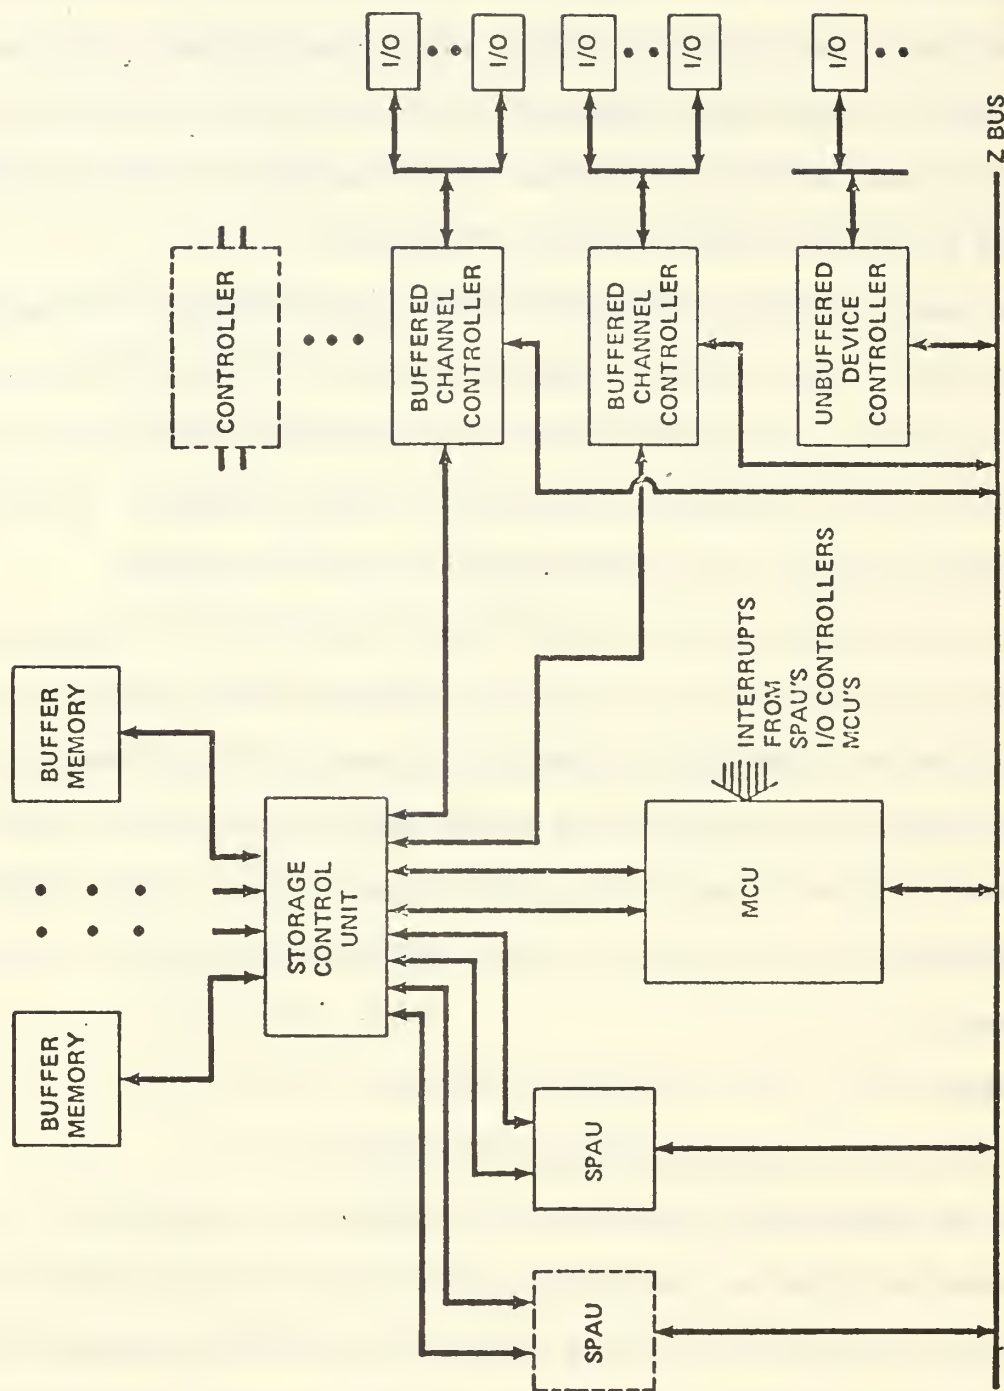 BUFFER
MEMORY
BUFFER
MEMORY
CONTROLLER
STORAGE
CONTROL
UNIT
BUFFERED
CHANNEL
CONTROLLER
I/O
I/O
SPAU
SPAU
BUFFERED
CHANNEL
CONTROLLER
I/O
I/O
MCU
INTERRUPTS
FROM
SPAU'S
I/O CONTROLLERS
MCU'S
UNBUFFERED
DEVICE
CONTROLLER
I/O
Z BUS